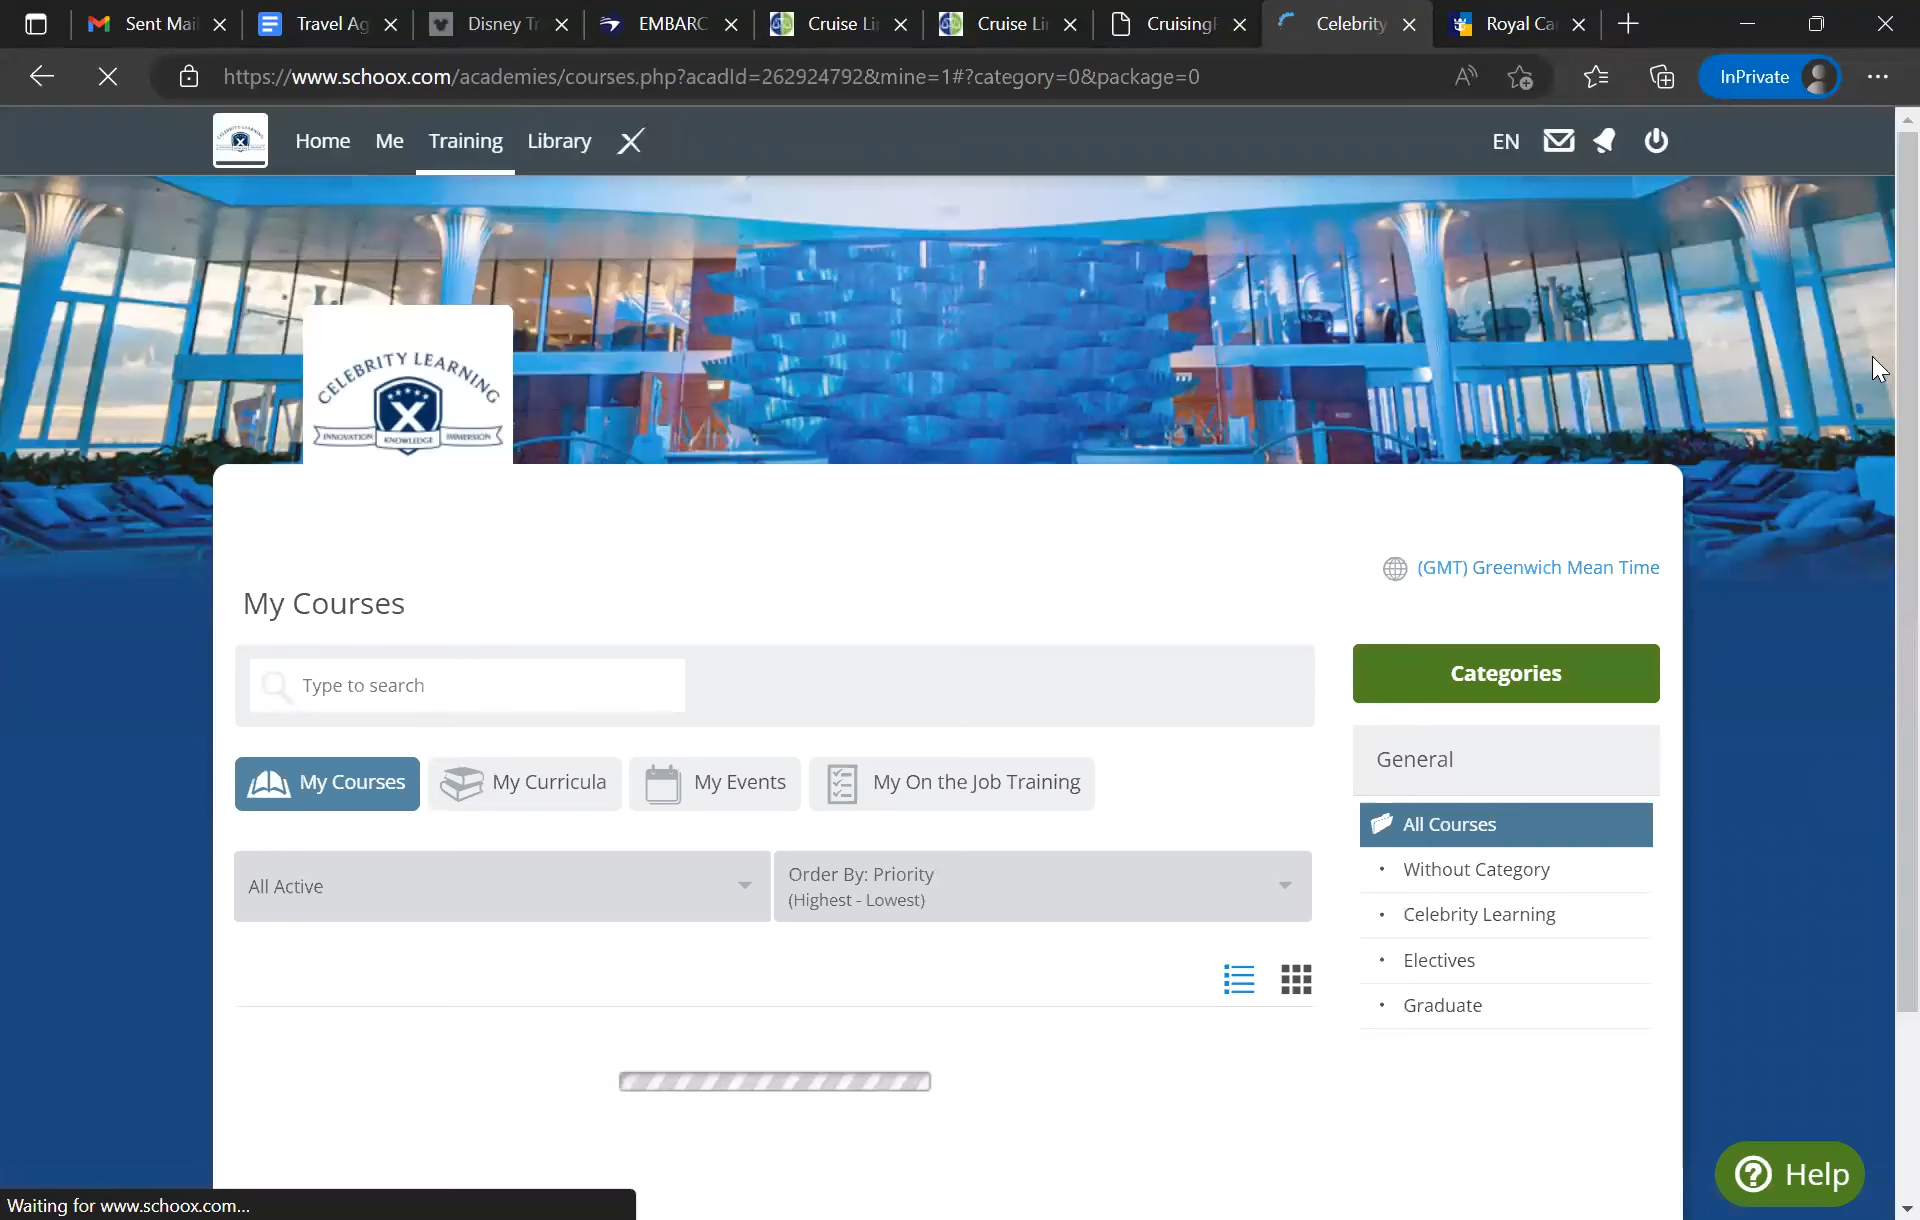 Sent Mai
Travel Ag
Disney Tr
EMBARC
Cruise Lin
Cruise Lin
CruisingP
Celebrity
Royal Ca
https://www.schoox.com/academies/courses.php?acadId=262924792&mine=1#?category=0&package=0
InPrivate
Home
Me
Training
Library
EN
CELEBRITY LEARNING
INNOVATION
KNOWLEDGE
IMMERSION
(GMT) Greenwich Mean Time
My Courses
Type to search
Categories
General
My Courses
My Curricula
My Events
My On the Job Training
All Courses
Without Category
Celebrity Learning
Electives
Graduate
All Active
Order By: Priority
(Highest - Lowest)
Help
Waiting for www.schoox.com...